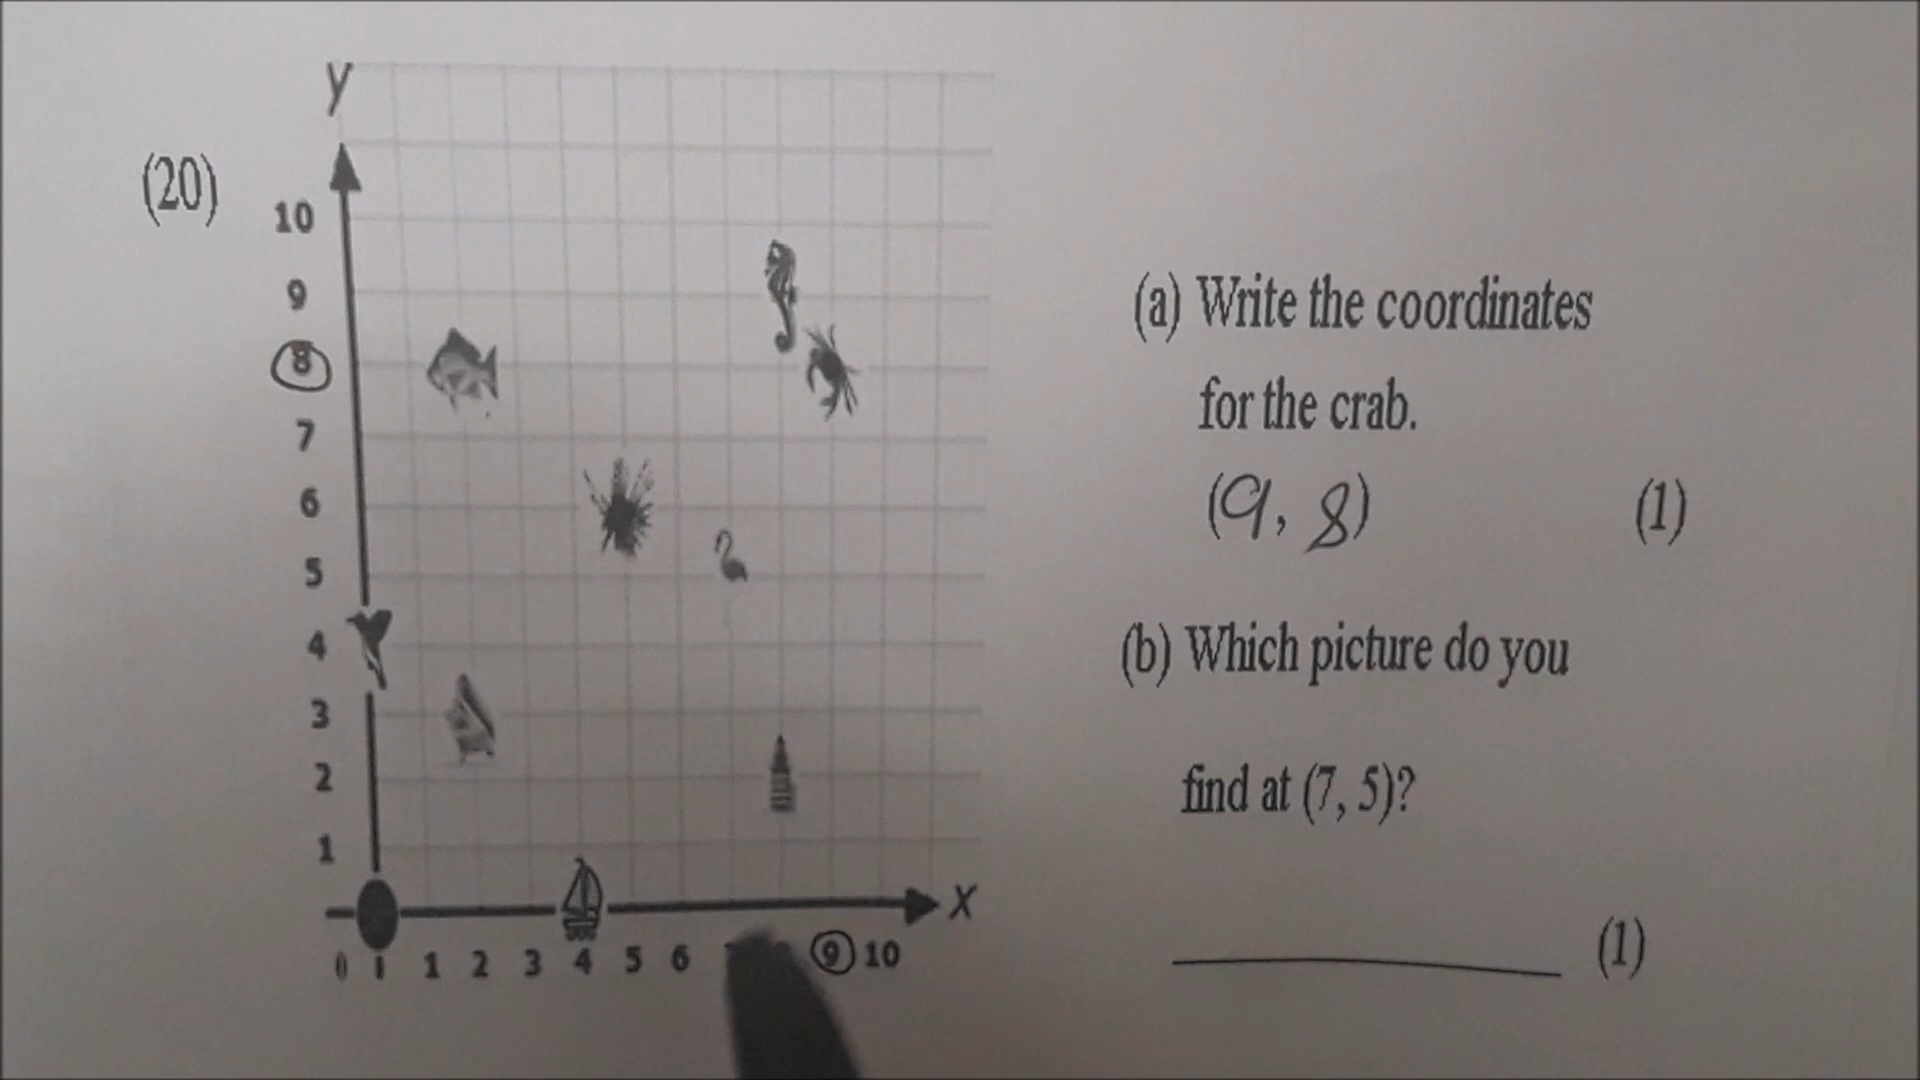 (20)
y
10
9
8
7
6
5
4
3
2
1
x
0 1 1 2 3 4 5 6 9 10
(a) Write the coordinates
for the crab.
(9, 8) (1)
(b) Which picture do you
find at (7, 5)?
(1)